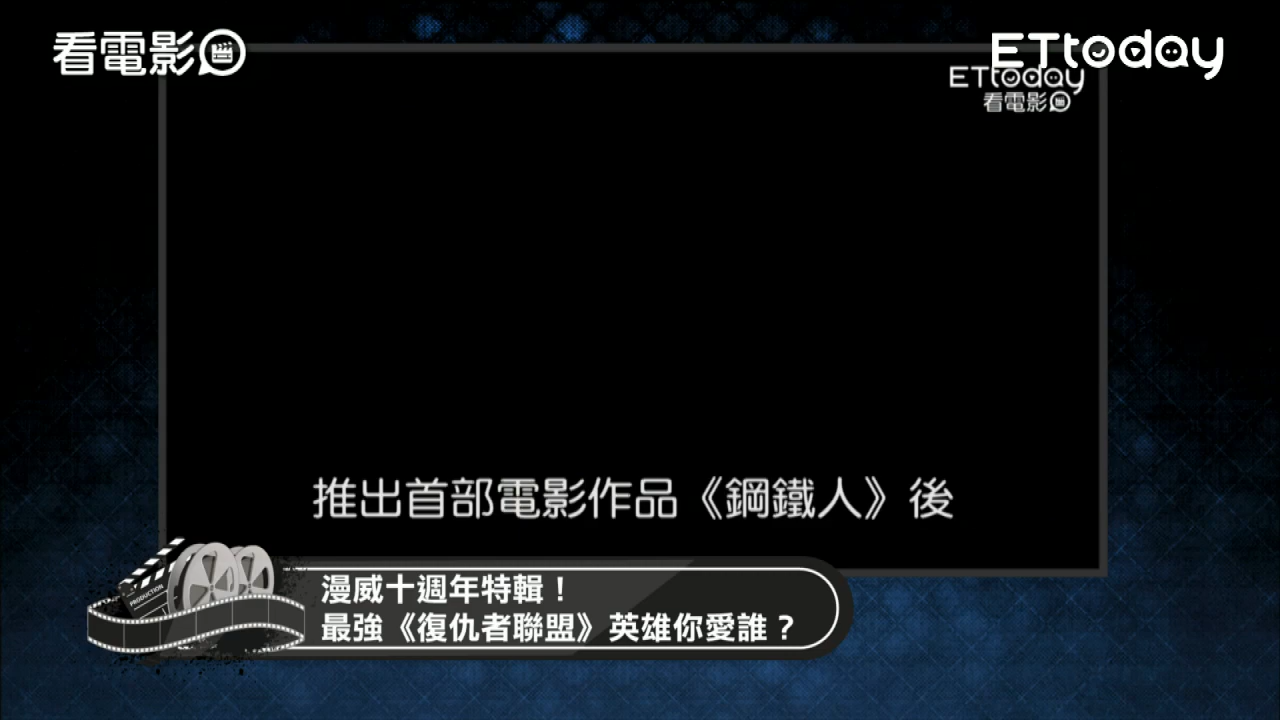 看電影
ETtoday
ETtoday
看電影
推出首部電影作品《鋼鐵人》後
PRODUCTION
漫威十週年特輯！
最強《復仇者聯盟》英雄你愛誰？